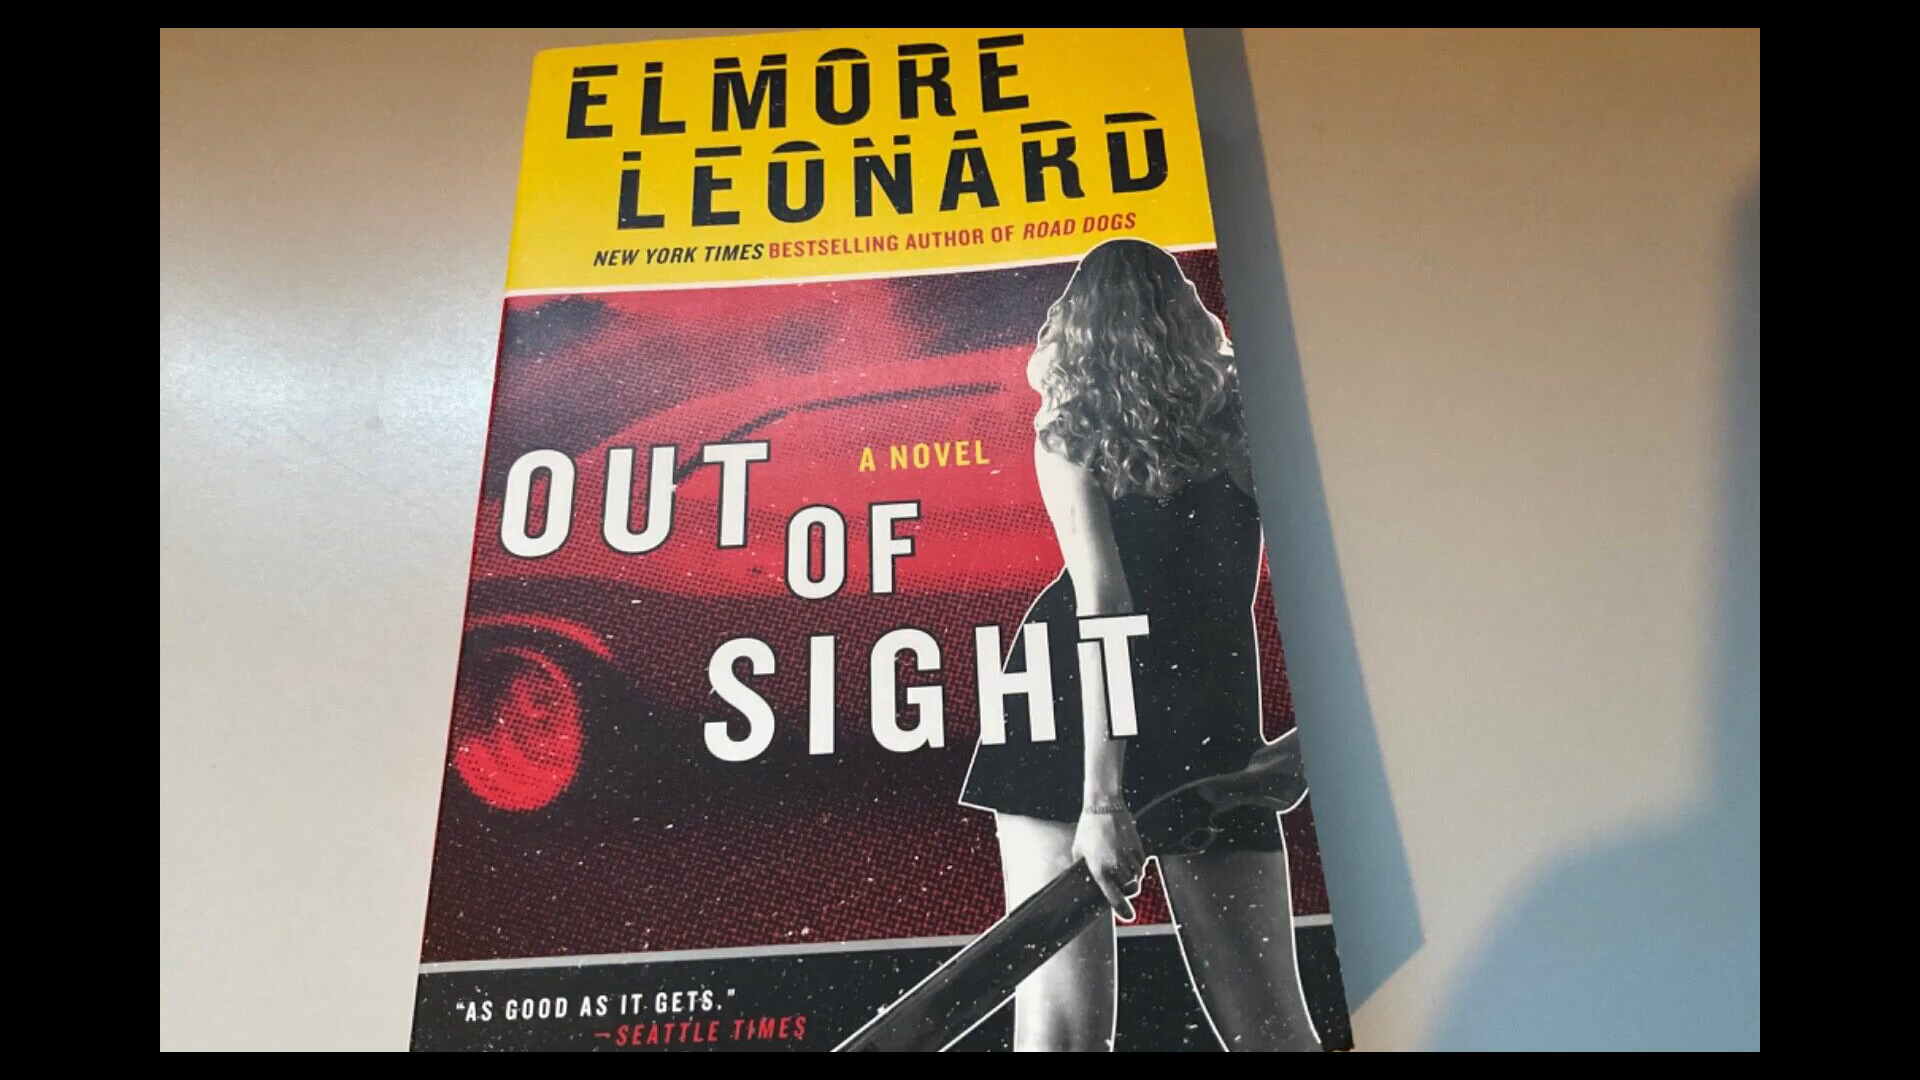 ELMORE
LEONARD
NEW YORK TIMES BESTSELLING AUTHOR OF ROAD DOGS
A NOVEL
OUT
OF
SIGHT
"AS GOOD AS IT GETS."
—SEATTLE TIMES